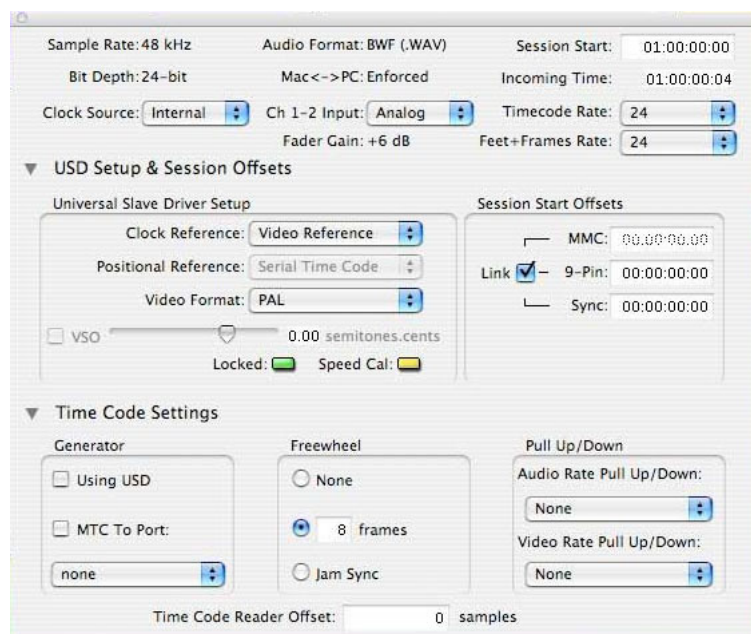 Sample Rate: 48 kHz Audio Format: BWF (.WAV) Session Start: 01:00:00:00
Bit Depth: 24-bit Mac<->PC: Enforced Incoming Time: 01:00:00:04
Clock Source: Internal Ch 1-2 Input: Analog Timecode Rate: 24
Fader Gain: +6 dB Feet+Frames Rate: 24
USD Setup & Session Offsets
Universal Slave Driver Setup
Clock Reference: Video Reference
Positional Reference: Serial Time Code
Video Format: PAL
VSO 0.00 semitones.cents
Locked: Speed Cal:
Session Start Offsets
MMC: 00:00:00:00
Link 9-Pin: 00:00:00:00
Sync: 00:00:00:00
Time Code Settings
Generator
Using USD
MTC To Port:
none
Freewheel
None
8 frames
Jam Sync
Pull Up/Down
Audio Rate Pull Up/Down:
None
Video Rate Pull Up/Down:
None
Time Code Reader Offset: 0 samples